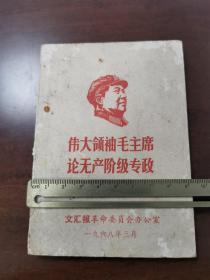 伟大领袖毛主席
论无产阶级专政
文汇报革命委员会办公室
一九六八年三月